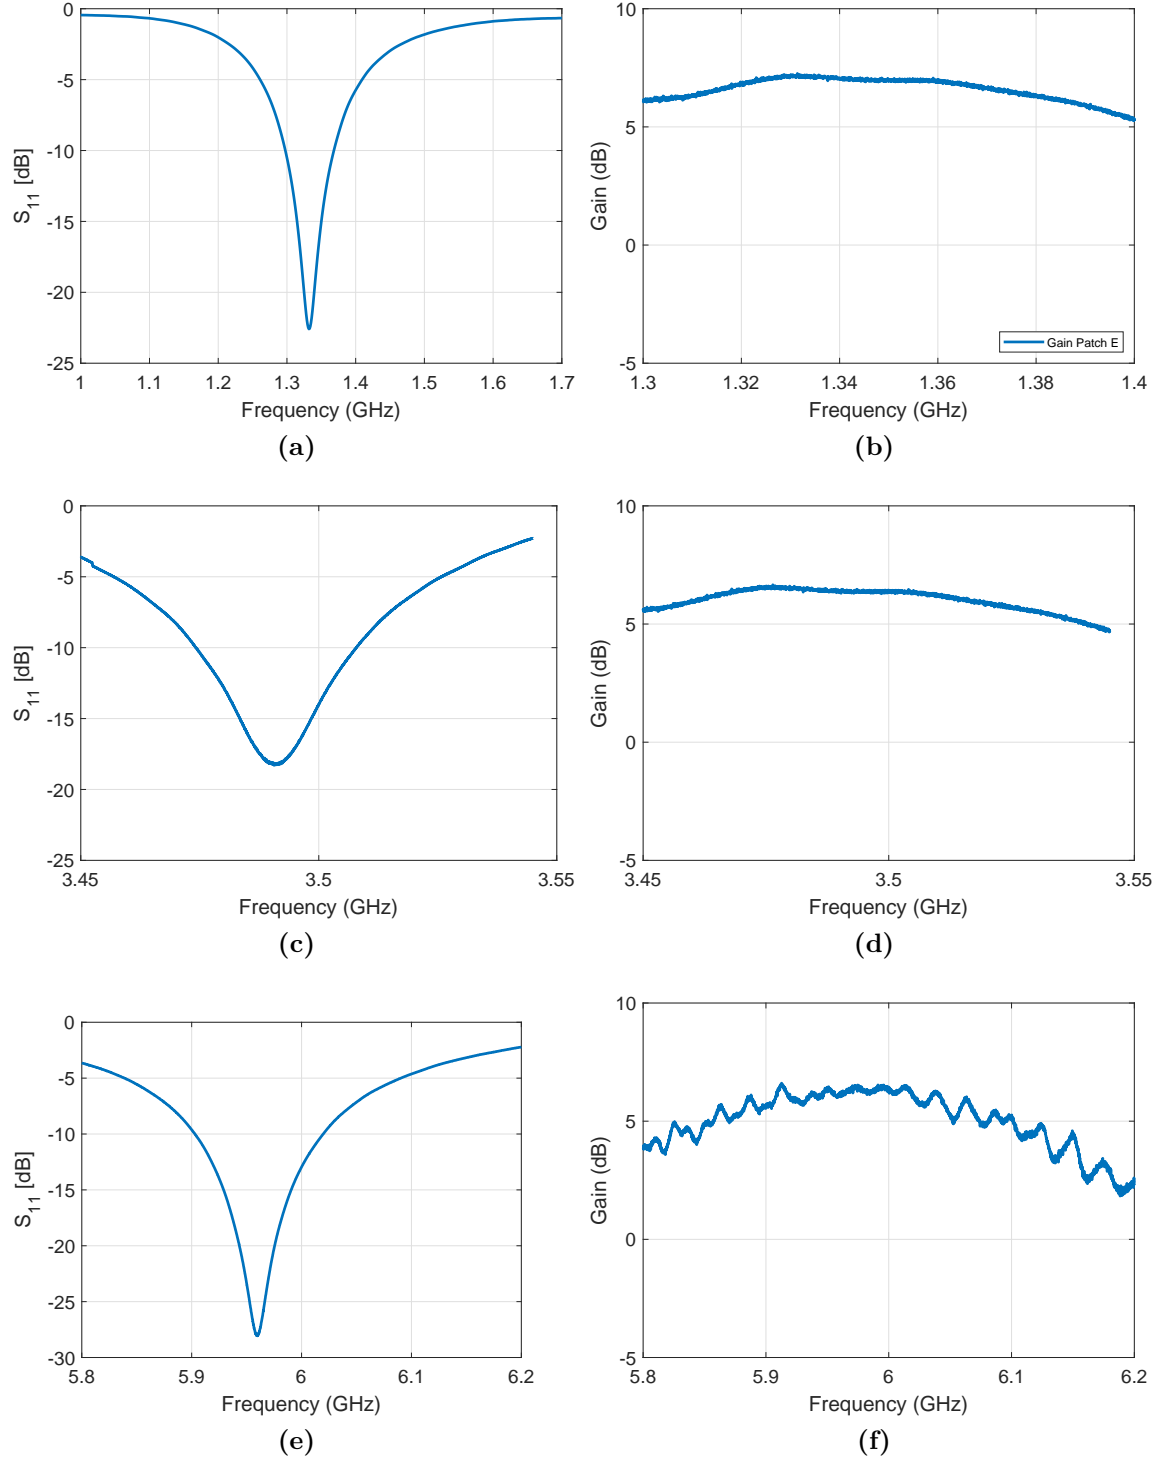 0
-5
-10
-15
-20
-25
S11 [dB]
1 1.1 1.2 1.3 1.4 1.5 1.6 1.7
Frequency (GHz)
(a)
10
5
0
-5
Gain (dB)
Gain Patch E
1.3 1.32 1.34 1.36 1.38 1.4
Frequency (GHz)
(b)
0
-5
-10
-15
-20
-25
S11 [dB]
3.45 3.5 3.55
Frequency (GHz)
(c)
10
5
0
-5
Gain (dB)
3.45 3.5 3.55
Frequency (GHz)
(d)
0
-5
-10
-15
-20
-25
-30
S11 [dB]
5.8 5.9 6 6.1 6.2
Frequency (GHz)
(e)
10
5
0
-5
Gain (dB)
5.8 5.9 6 6.1 6.2
Frequency (GHz)
(f)